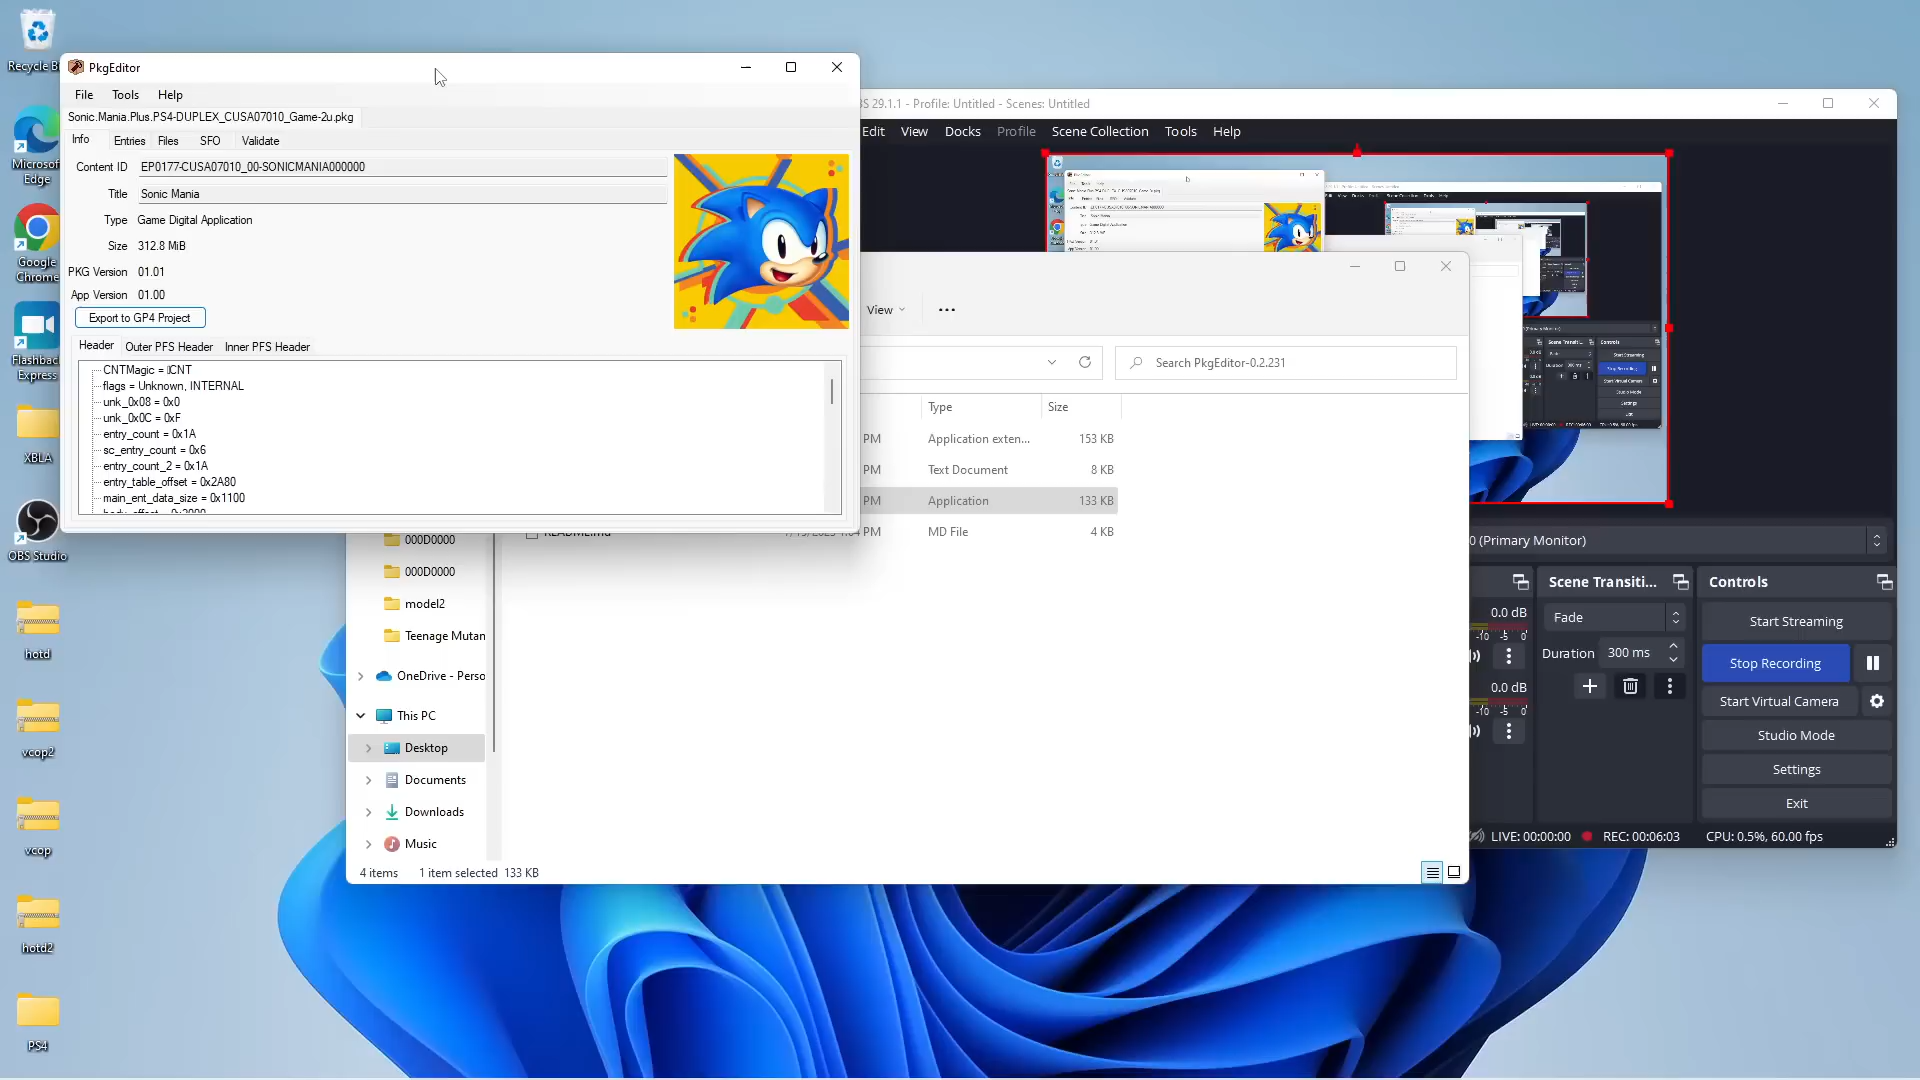 Recycle B
Microsoft
Edge
Google
Chrome
Flashback
Express
XBLA
OBS Studio
hotd
vcop2
vcop
hotd2
PS4
PkgEditor
File Tools Help
Sonic.Mania.Plus.PS4-DUPLEX_CUSA07010_Game-2u.pkg
Info Entries Files SFO Validate
Content ID EP0177-CUSA07010_00-SONICMANIA000000
Title Sonic Mania
Type Game Digital Application
Size 312.8 MiB
PKG Version 01.01
App Version 01.00
Export to GP4 Project
Header Outer PFS Header Inner PFS Header
CNTMagic = CNT
flags = Unknown, INTERNAL
unk_0x08 = 0x0
unk_0x0C = 0xF
entry_count = 0x1A
sc_entry_count = 0x6
entry_count_2 = 0x1A
entry_table_offset = 0x2A80
main_ent_data_size = 0x1100
S 29.1.1 - Profile: Untitled - Scenes: Untitled
Edit View Docks Profile Scene Collection Tools Help
View
Search PkgEditor-0.2.231
Type Size
PM Application exten... 153 KB
PM Text Document 8 KB
PM Application 133 KB
PM MD File 4 KB
000D0000
000D0000
model2
Teenage Mutan
OneDrive - Perso
This PC
Desktop
Documents
Downloads
Music
4 items 1 item selected 133 KB
0 (Primary Monitor)
Scene Transiti... Controls
0.0 dB
-10 -5 0
0.0 dB
-10 -5 0
Fade
Duration 300 ms
Start Streaming
Stop Recording
Start Virtual Camera
Studio Mode
Settings
Exit
LIVE: 00:00:00 REC: 00:06:03 CPU: 0.5%, 60.00 fps